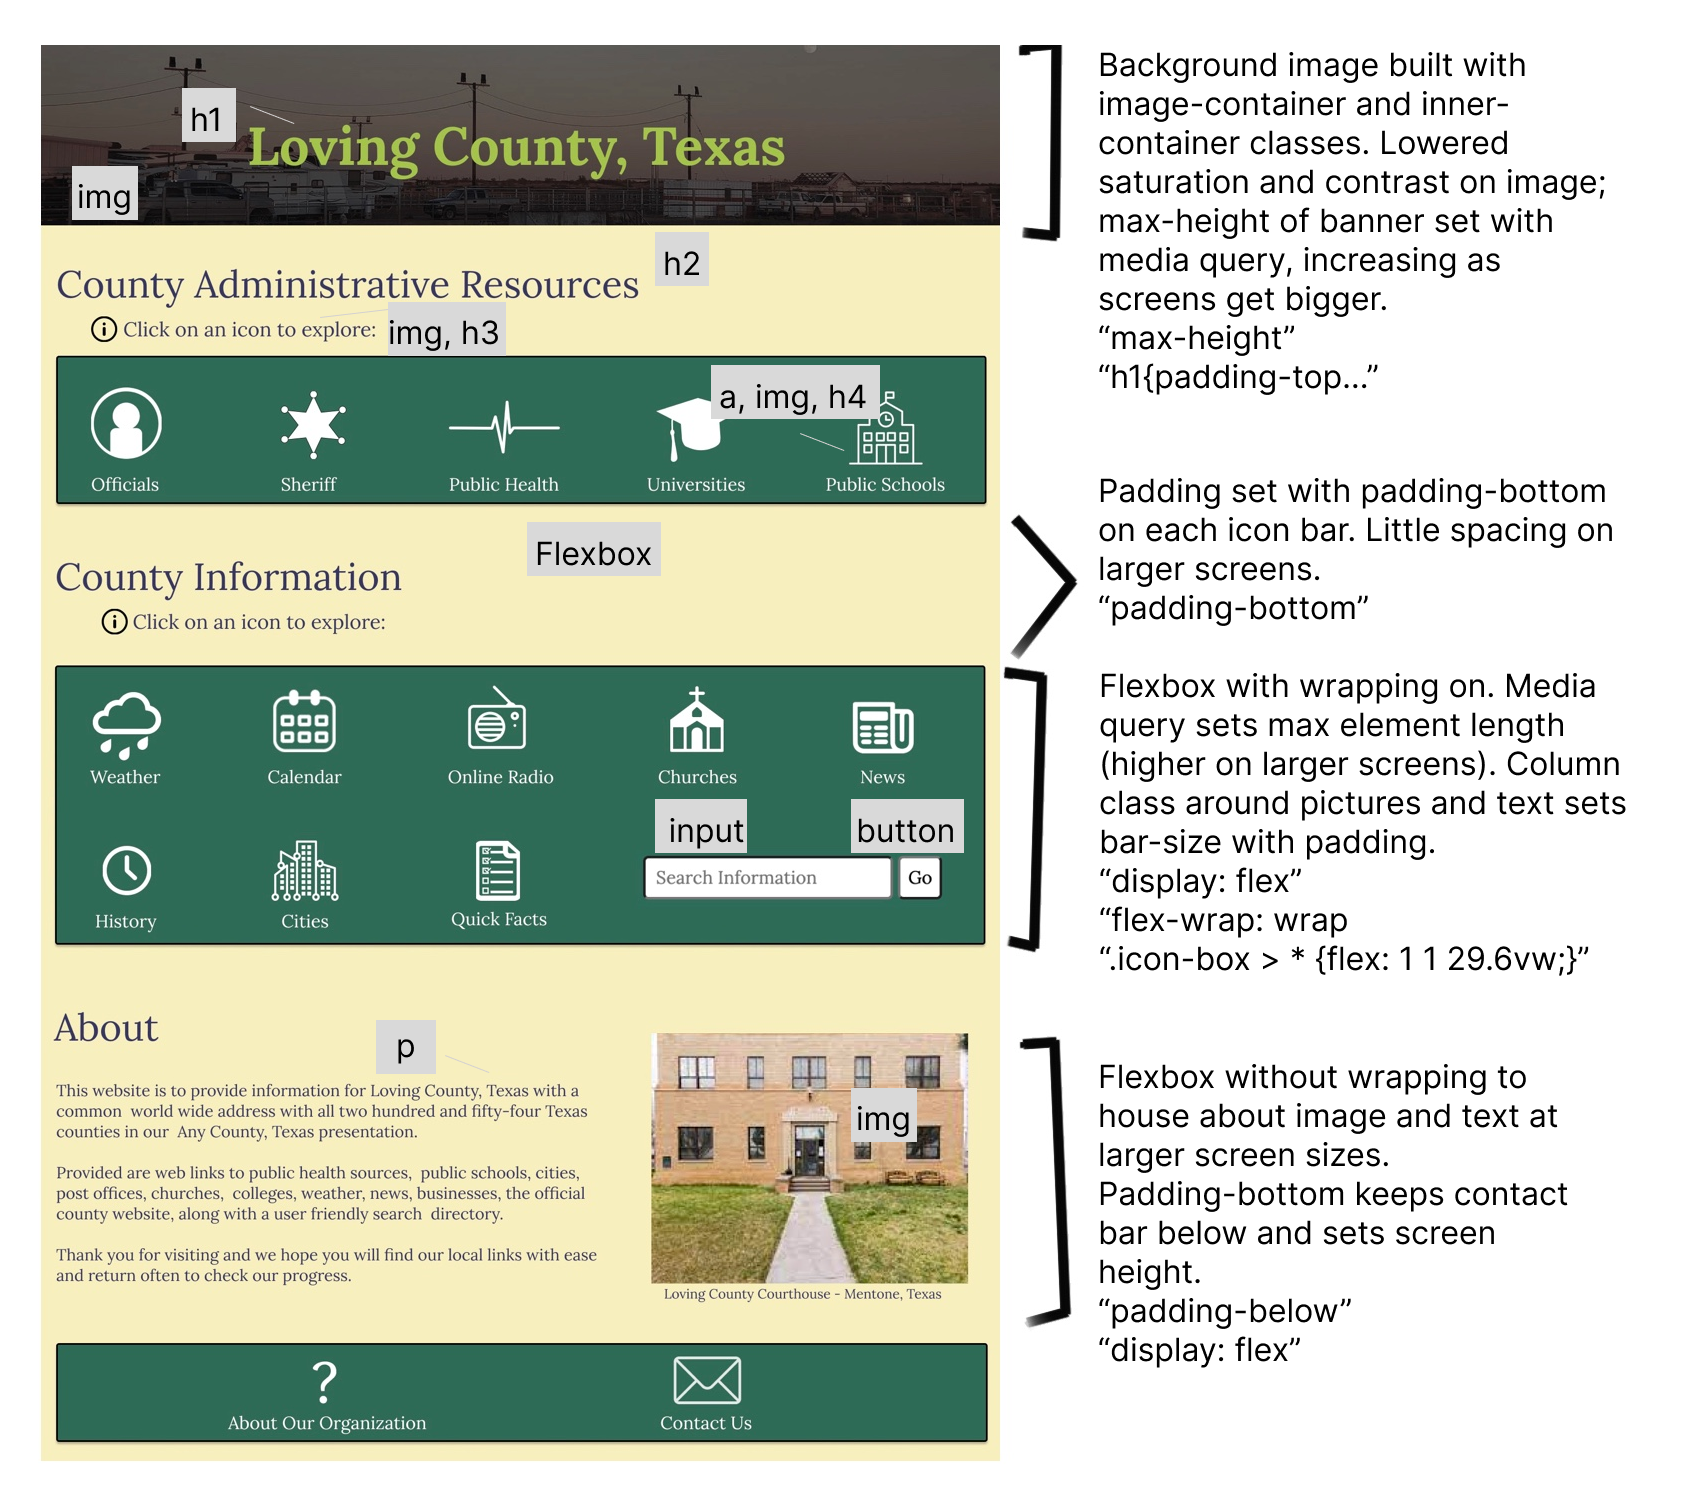 h1
Loving County, Texas
img
h2
County Administrative Resources
Click on an icon to explore:
img, h3
a, img, h4
Officials
Sheriff
Public Health
Universities
Public Schools
Flexbox
County Information
Click on an icon to explore:
Weather
Calendar
Online Radio
Churches
News
input
button
Search Information
Go
History
Cities
Quick Facts
About
p
This website is to provide information for Loving County, Texas with a
common world wide address with all two hundred and fifty-four Texas
counties in our Any County, Texas presentation.
Provided are web links to public health sources, public schools, cities,
post offices, churches, colleges, weather, news, businesses, the official
county website, along with a user friendly search directory.
Thank you for visiting and we hope you will find our local links with ease
and return often to check our progress.
img
Loving County Courthouse - Mentone, Texas
?
About Our Organization
Contact Us
Background image built with
image-container and inner-
container classes. Lowered
saturation and contrast on image;
max-height of banner set with
media query, increasing as
screens get bigger.
“max-height”
“h1{padding-top...”
Padding set with padding-bottom
on each icon bar. Little spacing on
larger screens.
“padding-bottom”
Flexbox with wrapping on. Media
query sets max element length
(higher on larger screens). Column
class around pictures and text sets
bar-size with padding.
“display: flex”
“flex-wrap: wrap
“.icon-box > * {flex: 1 1 29.6vw;}”
Flexbox without wrapping to
house about image and text at
larger screen sizes.
Padding-bottom keeps contact
bar below and sets screen
height.
“padding-below”
“display: flex”